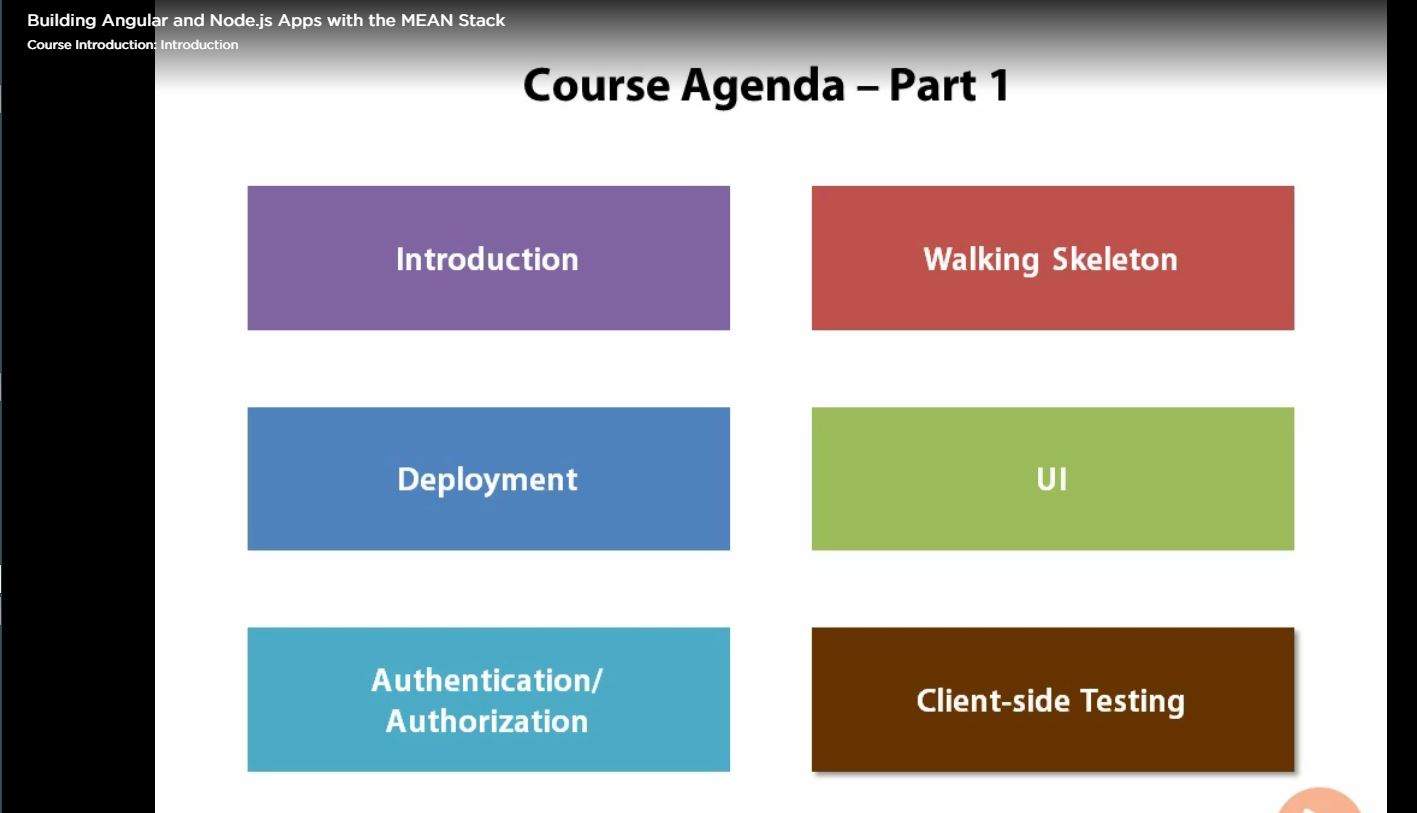 Building Angular and Node.js Apps with the MEAN Stack
Course Introduction: Introduction
Course Agenda – Part 1
Introduction
Walking Skeleton
Deployment
UI
Authentication/
Authorization
Client-side Testing